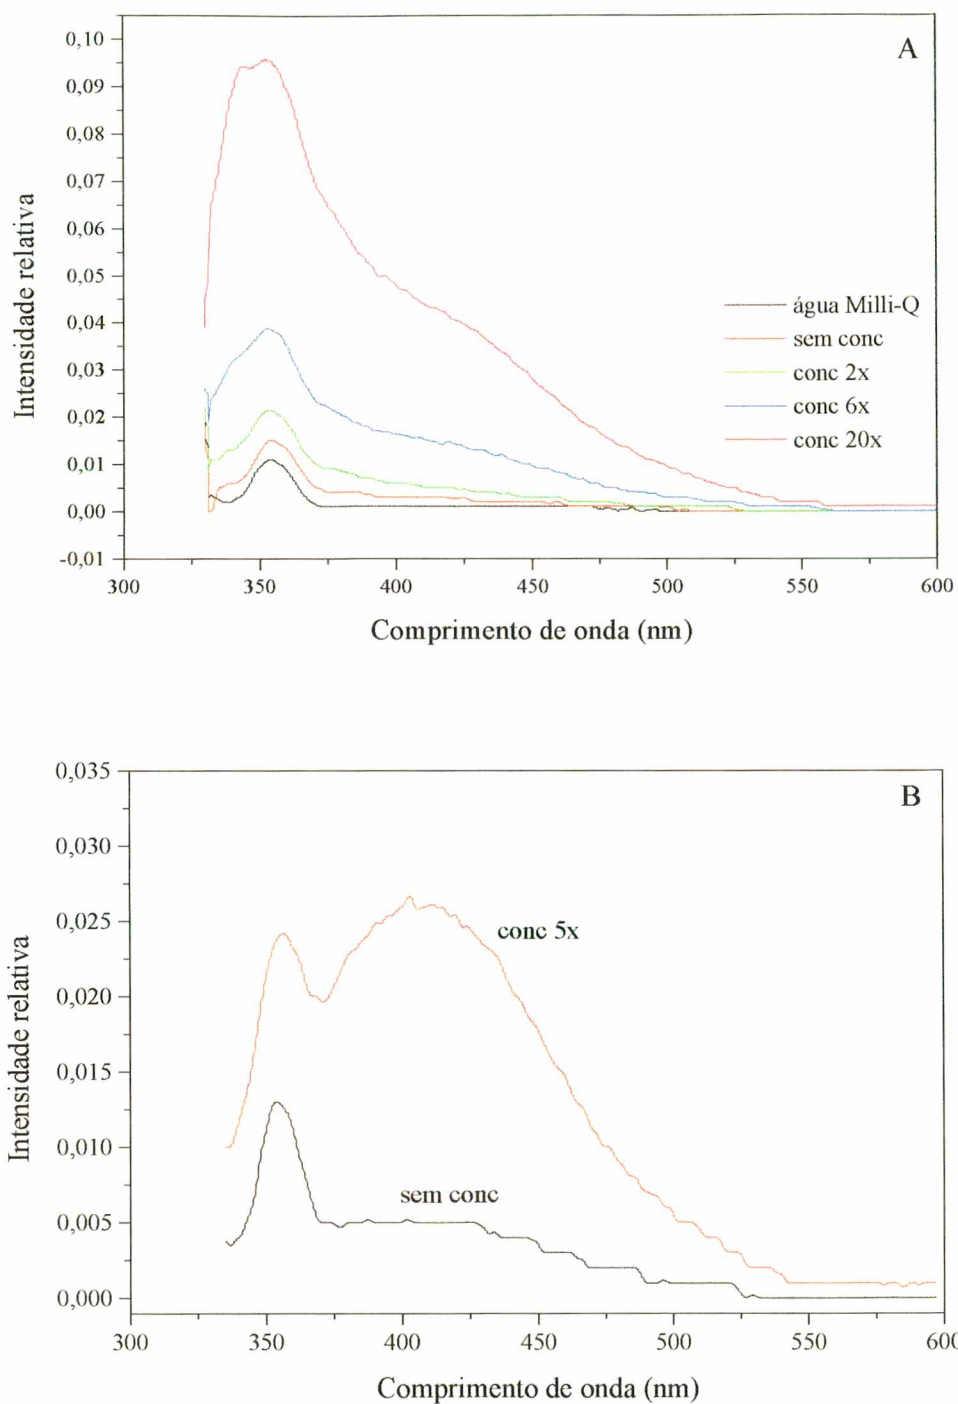 A
0,10
0,09
0,08
0,07
0,06
0,05
0,04
0,03
0,02
0,01
0,00
-0,01
Intensidade relativa
água Milli-Q
sem conc
conc 2x
conc 6x
conc 20x
300
350
400
450
500
550
600
Comprimento de onda (nm)
B
0,035
0,030
0,025
0,020
0,015
0,010
0,005
0,000
Intensidade relativa
conc 5x
sem conc
300
350
400
450
500
550
600
Comprimento de onda (nm)